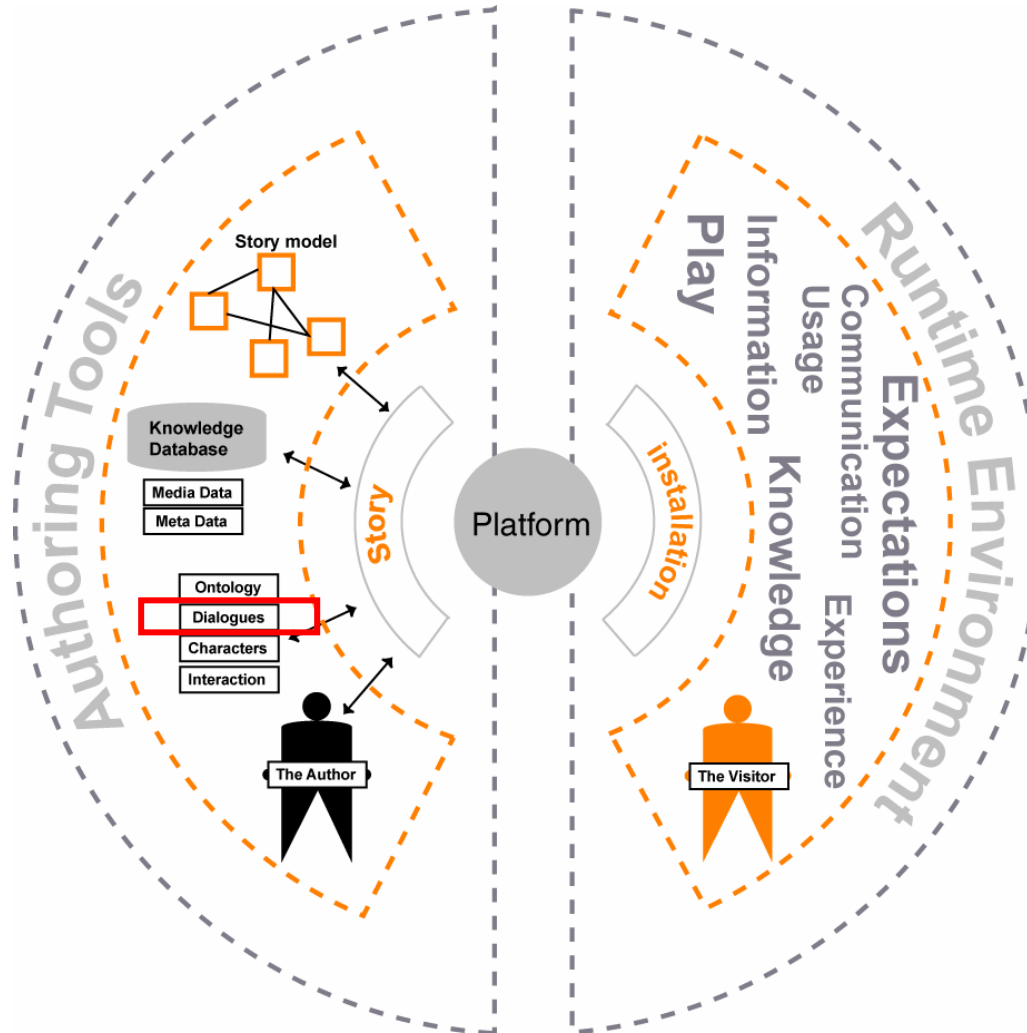 Authoring Tools
Story model
Knowledge
Database
Media Data
Meta Data
Ontology
Dialogues
Characters
Interaction
The Author
Story
Platform
installation
Play
Information
Knowledge
Usage
Communication
Experience
Expectations
The Visitor
Runtime Environment